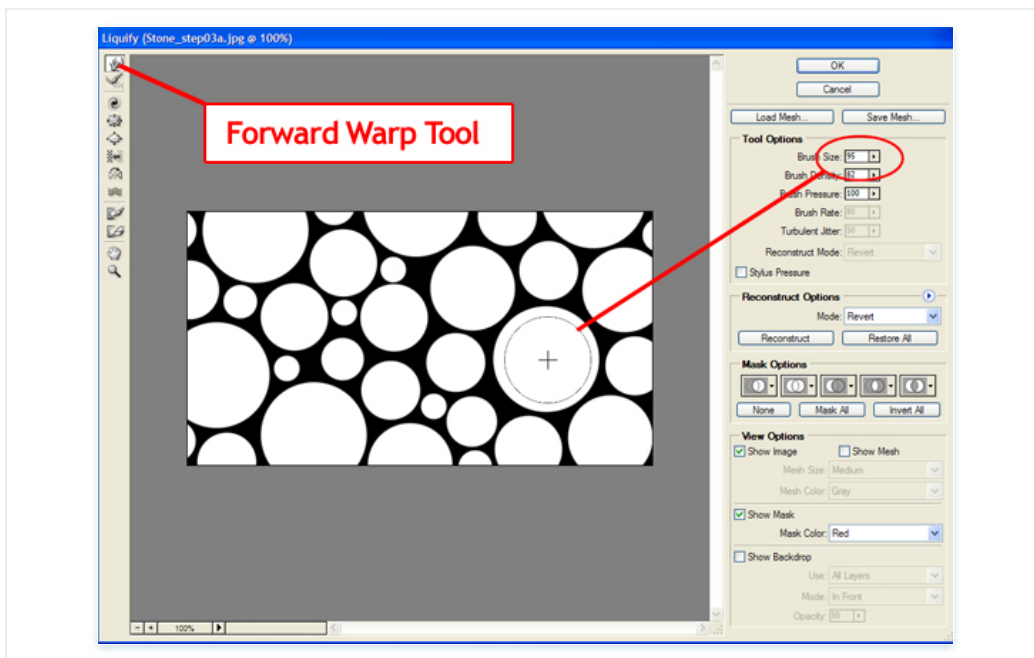 Liquify (Stone_step03a.jpg @ 100%)
Forward Warp Tool
OK
Cancel
Load Mesh...
Save Mesh...
Tool Options
Brush Size: 95
Brush Density: 82
Brush Pressure: 100
Brush Rate: 80
Turbulent Jitter: 50
Reconstruct Mode: Revert
Stylus Pressure
Reconstruct Options
Mode: Revert
Reconstruct
Restore All
Mask Options
None
Mask All
Invert All
View Options
Show Image
Show Mesh
Mesh Size: Medium
Mesh Color: Gray
Show Mask
Mask Color: Red
Show Backdrop
Use: All Layers
Mode: In Front
Opacity: 50
100%